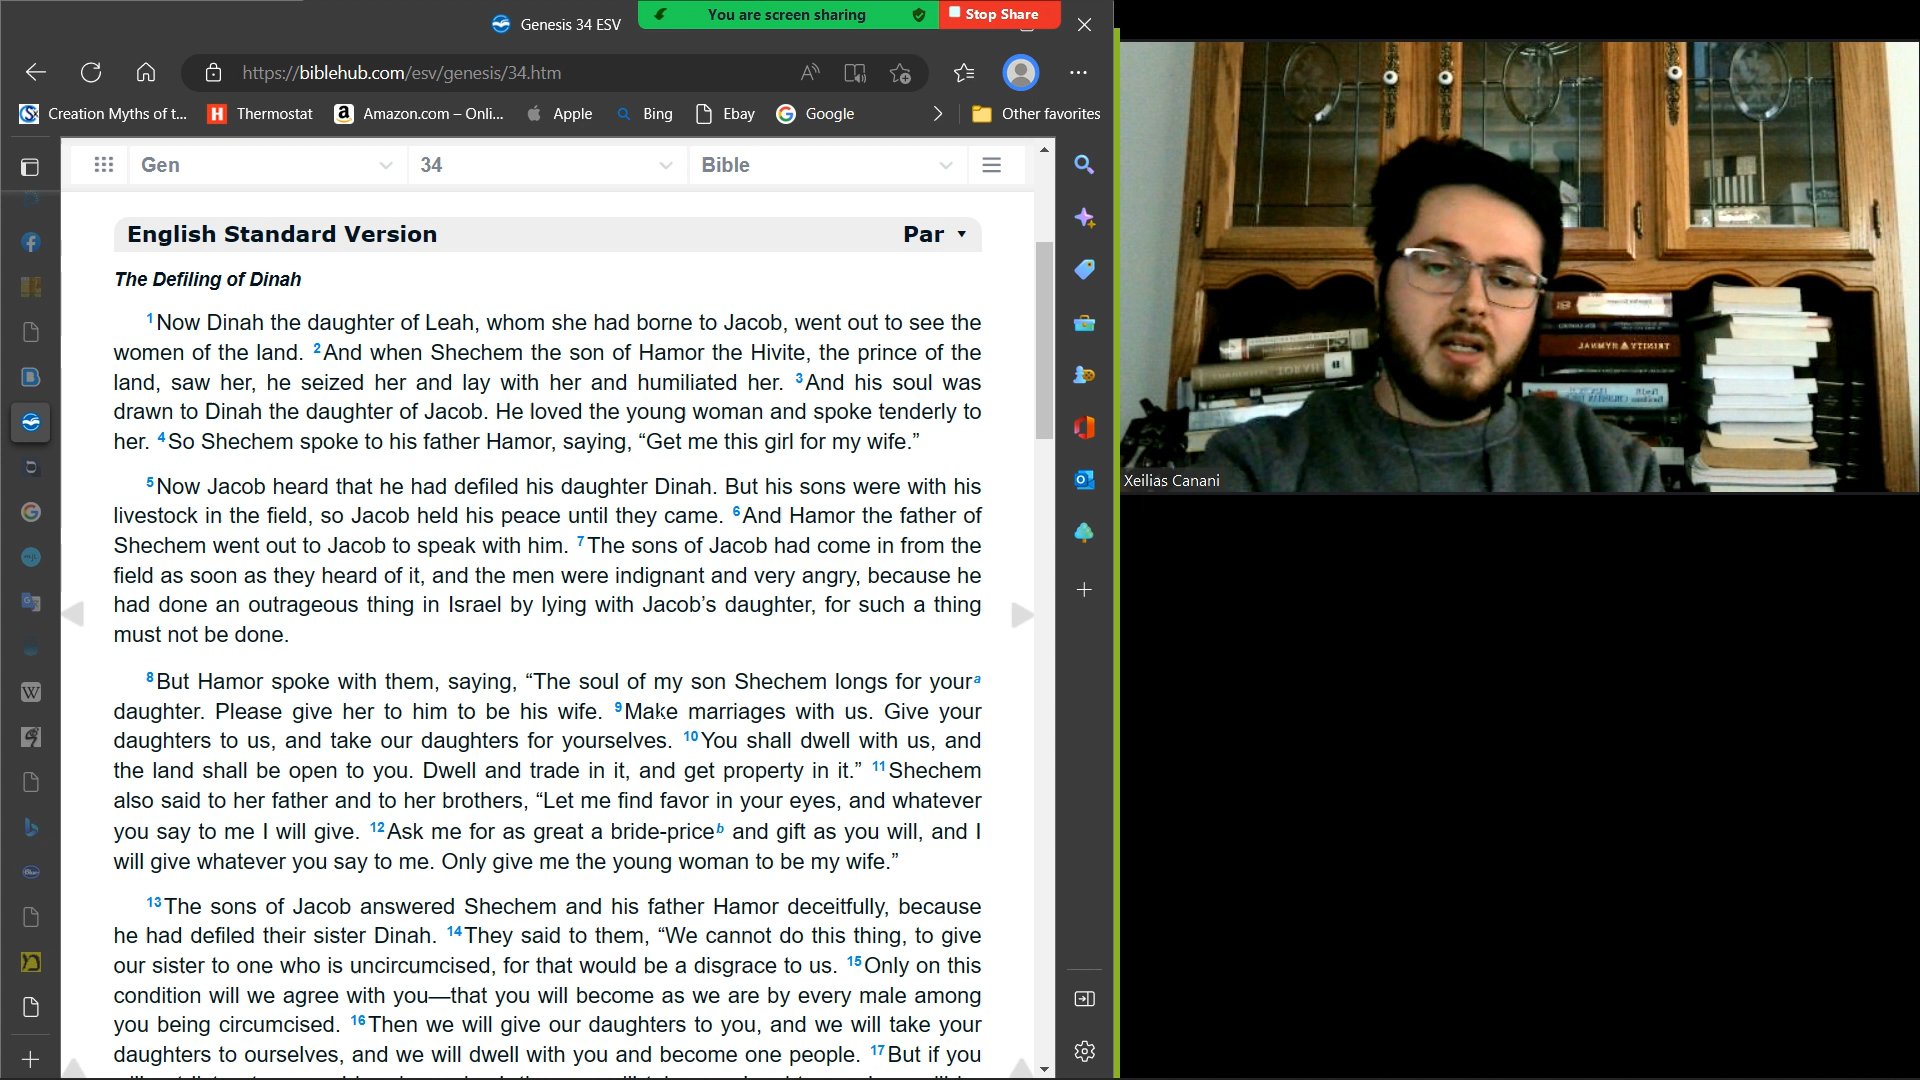 Genesis 34 ESV
You are screen sharing
Stop Share
https://biblehub.com/esv/genesis/34.htm
Creation Myths of t...
Thermostat
Amazon.com – Onli...
Apple
Bing
Ebay
Google
Other favorites
Gen
34
Bible
English Standard Version
Par
The Defiling of Dinah
1Now Dinah the daughter of Leah, whom she had borne to Jacob, went out to see the
women of the land. 2And when Shechem the son of Hamor the Hivite, the prince of the
land, saw her, he seized her and lay with her and humiliated her. 3And his soul was
drawn to Dinah the daughter of Jacob. He loved the young woman and spoke tenderly to
her. 4So Shechem spoke to his father Hamor, saying, “Get me this girl for my wife.”
5Now Jacob heard that he had defiled his daughter Dinah. But his sons were with his
livestock in the field, so Jacob held his peace until they came. 6And Hamor the father of
Shechem went out to Jacob to speak with him. 7The sons of Jacob had come in from the
field as soon as they heard of it, and the men were indignant and very angry, because he
had done an outrageous thing in Israel by lying with Jacob’s daughter, for such a thing
must not be done.
8But Hamor spoke with them, saying, “The soul of my son Shechem longs for your a
daughter. Please give her to him to be his wife. 9Make marriages with us. Give your
daughters to us, and take our daughters for yourselves. 10You shall dwell with us, and
the land shall be open to you. Dwell and trade in it, and get property in it.” 11Shechem
also said to her father and to her brothers, “Let me find favor in your eyes, and whatever
you say to me I will give. 12Ask me for as great a bride-price b and gift as you will, and I
will give whatever you say to me. Only give me the young woman to be my wife.”
13The sons of Jacob answered Shechem and his father Hamor deceitfully, because
he had defiled their sister Dinah. 14They said to them, “We cannot do this thing, to give
our sister to one who is uncircumcised, for that would be a disgrace to us. 15Only on this
condition will we agree with you—that you will become as we are by every male among
you being circumcised. 16Then we will give our daughters to you, and we will take your
daughters to ourselves, and we will dwell with you and become one people. 17But if you
TRINITY HYMNAL
Xeilias Canani